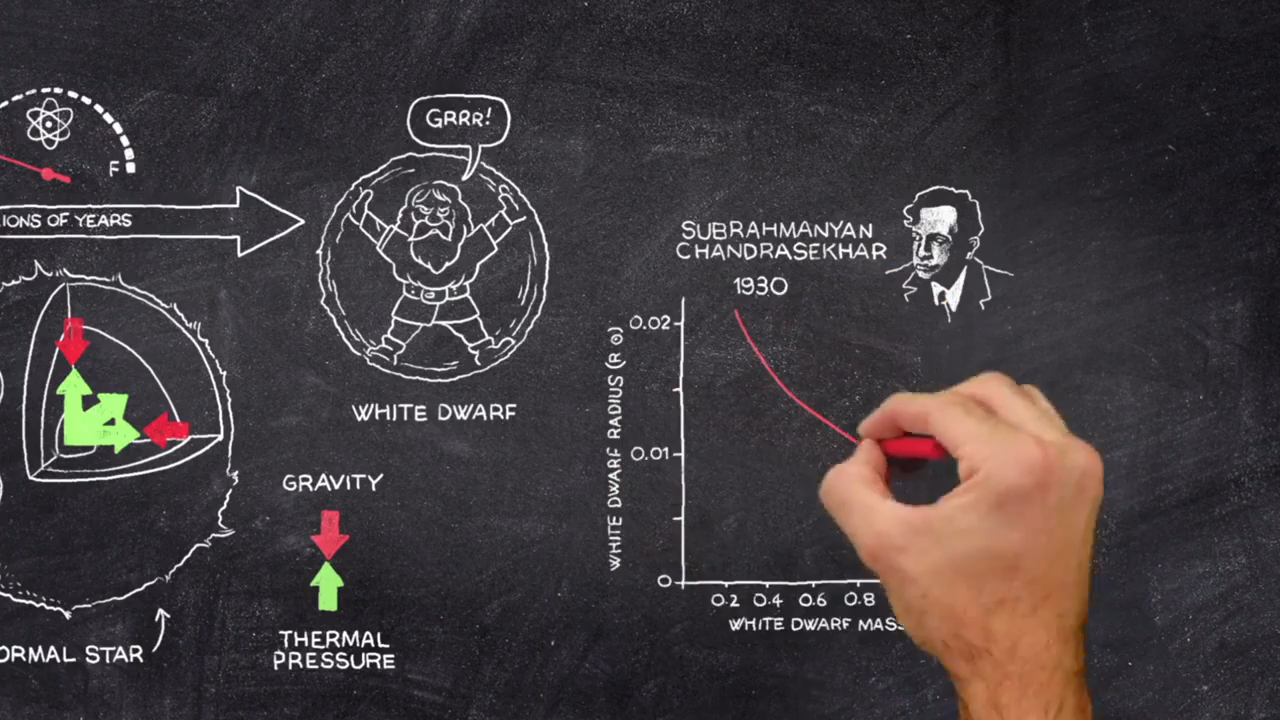 GRRR!
F
IONS OF YEARS
WHITE DWARF
GRAVITY
THERMAL
PRESSURE
ORMAL STAR
SUBRAHMANYAN
CHANDRASEKHAR
1930
WHITE DWARF RADIUS (R☉)
0.02
0.01
0
0.2 0.4 0.6 0.8
WHITE DWARF MASS